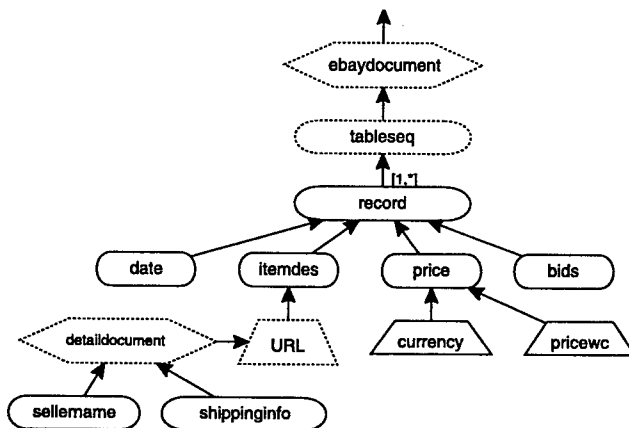 ebaydocument
tableseq
[1,*]
record
date
itemdes
price
bids
detaildocument
URL
currency
pricewc
sellername
shippinginfo